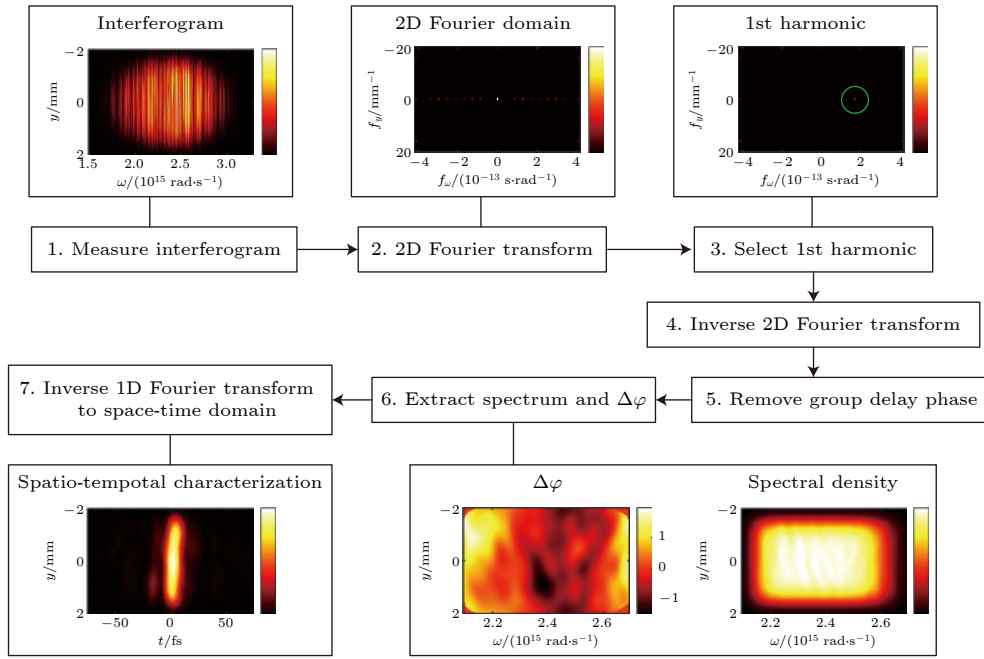 Interferogram
2D Fourier domain
1st harmonic
-2
0
2
y/mm
1.5
2.0
2.5
3.0
ω/(10¹⁵ rad·s⁻¹)
-20
0
20
f_y/mm⁻¹
-4
-2
0
2
4
f_ω/(10⁻¹³ s·rad⁻¹)
-20
0
20
f_y/mm⁻¹
-4
-2
0
2
4
f_ω/(10⁻¹³ s·rad⁻¹)
1. Measure interferogram
2. 2D Fourier transform
3. Select 1st harmonic
4. Inverse 2D Fourier transform
7. Inverse 1D Fourier transform
to space-time domain
6. Extract spectrum and Δφ
5. Remove group delay phase
Spatio-tempotal characterization
-2
0
2
y/mm
-50
0
50
t/fs
Δφ
-2
0
2
y/mm
2.2
2.4
2.6
ω/(10¹⁵ rad·s⁻¹)
1
0
-1
Spectral density
-2
0
2
y/mm
2.2
2.4
2.6
ω/(10¹⁵ rad·s⁻¹)